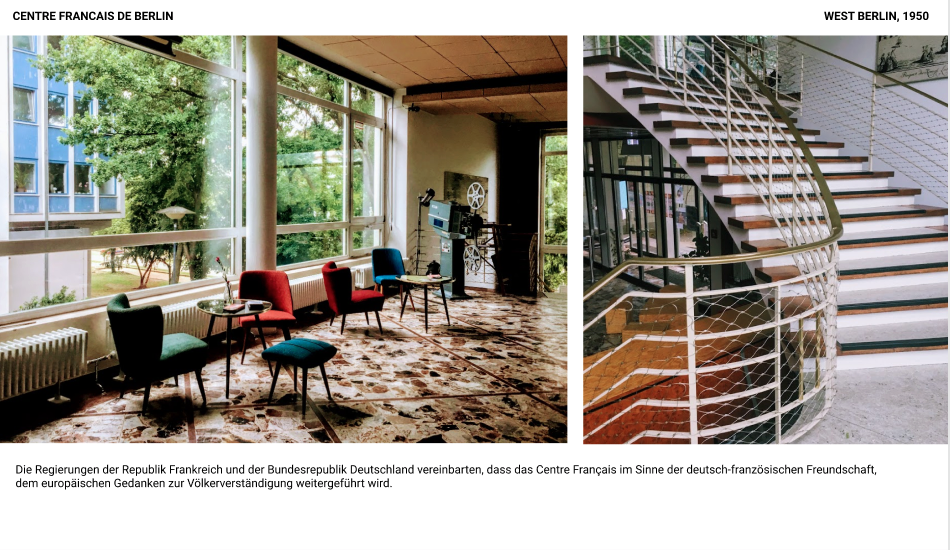 CENTRE FRANCAIS DE BERLIN
WEST BERLIN, 1950
Die Regierungen der Republik Frankreich und der Bundesrepublik Deutschland vereinbarten, dass das Centre Français im Sinne der deutsch-französischen Freundschaft,
dem europäischen Gedanken zur Völkerverständigung weitergeführt wird.